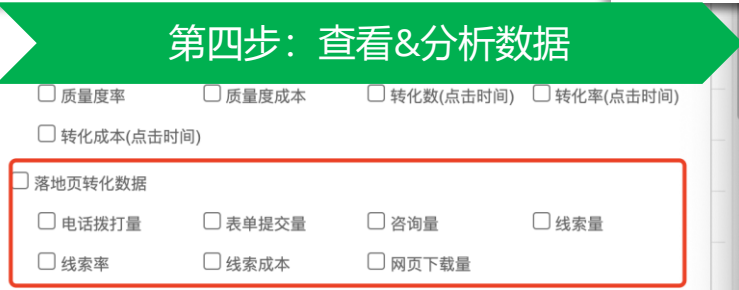 第四步：查看&分析数据
质量度率 质量度成本 转化数(点击时间) 转化率(点击时间)
转化成本(点击时间)
落地页转化数据
电话拨打量 表单提交量 咨询量 线索量
线索率 线索成本 网页下载量